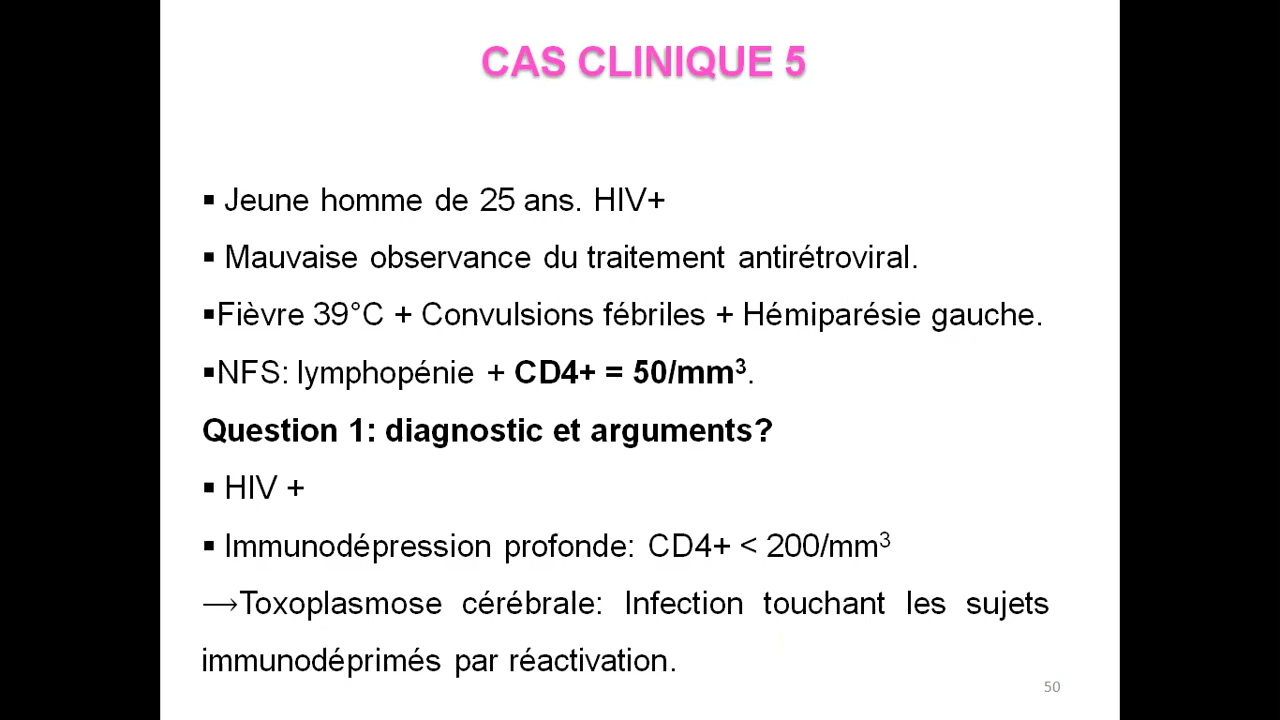 CAS CLINIQUE 5
▪ Jeune homme de 25 ans. HIV+
▪ Mauvaise observance du traitement antirétroviral.
▪Fièvre 39°C + Convulsions fébriles + Hémiparésie gauche.
▪NFS: lymphopénie + CD4+ = 50/mm³.
Question 1: diagnostic et arguments?
▪ HIV +
▪ Immunodépression profonde: CD4+ < 200/mm³
→Toxoplasmose cérébrale: Infection touchant les sujets
immunodéprimés par réactivation.
50